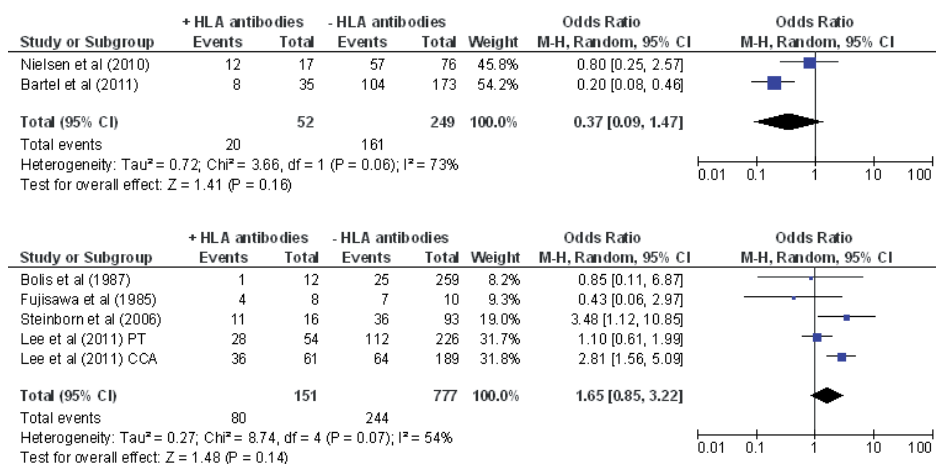 + HLA antibodies - HLA antibodies Odds Ratio Odds Ratio
Study or Subgroup Events Total Events Total Weight M-H, Random, 95% CI M-H, Random, 95% CI
Nielsen et al (2010) 12 17 57 76 45.8% 0.80 [0.25, 2.57]
Bartel et al (2011) 8 35 104 173 54.2% 0.20 [0.08, 0.46]
Total (95% CI) 52 249 100.0% 0.37 [0.09, 1.47]
Total events 20 161
Heterogeneity: Tau² = 0.72; Chi² = 3.66, df = 1 (P = 0.06); I² = 73%
Test for overall effect: Z = 1.41 (P = 0.16)
0.01 0.1 1 10 100
+ HLA antibodies - HLA antibodies Odds Ratio Odds Ratio
Study or Subgroup Events Total Events Total Weight M-H, Random, 95% CI M-H, Random, 95% CI
Bolis et al (1987) 1 12 25 259 8.2% 0.85 [0.11, 6.87]
Fujisawa et al (1985) 4 8 7 10 9.3% 0.43 [0.06, 2.97]
Steinborn et al (2006) 11 16 36 93 19.0% 3.48 [1.12, 10.85]
Lee et al (2011) PT 28 54 112 226 31.7% 1.10 [0.61, 1.99]
Lee et al (2011) CCA 36 61 64 189 31.8% 2.81 [1.56, 5.09]
Total (95% CI) 151 777 100.0% 1.65 [0.85, 3.22]
Total events 80 244
Heterogeneity: Tau² = 0.27; Chi² = 8.74, df = 4 (P = 0.07); I² = 54%
Test for overall effect: Z = 1.48 (P = 0.14)
0.01 0.1 1 10 100